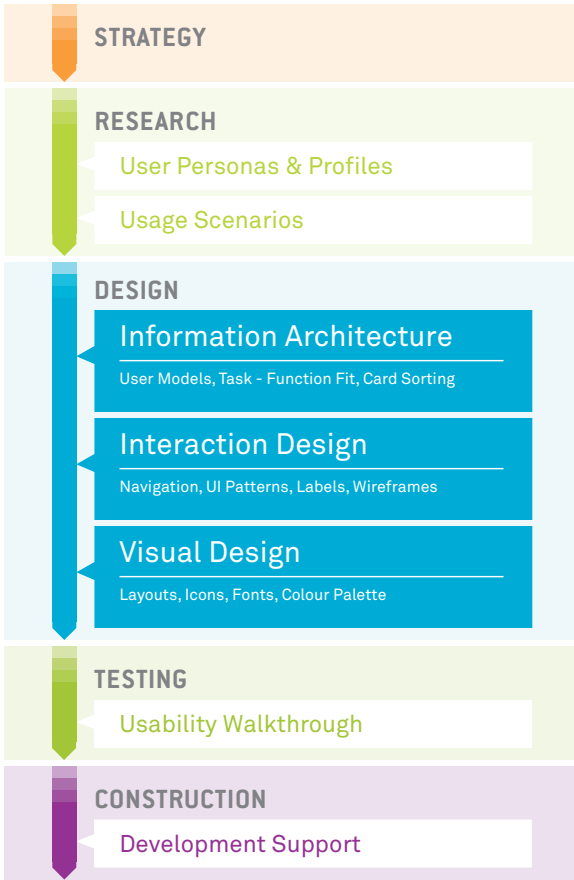 STRATEGY
RESEARCH
User Personas & Profiles
Usage Scenarios
DESIGN
Information Architecture
User Models, Task - Function Fit, Card Sorting
Interaction Design
Navigation, UI Patterns, Labels, Wireframes
Visual Design
Layouts, Icons, Fonts, Colour Palette
TESTING
Usability Walkthrough
CONSTRUCTION
Development Support